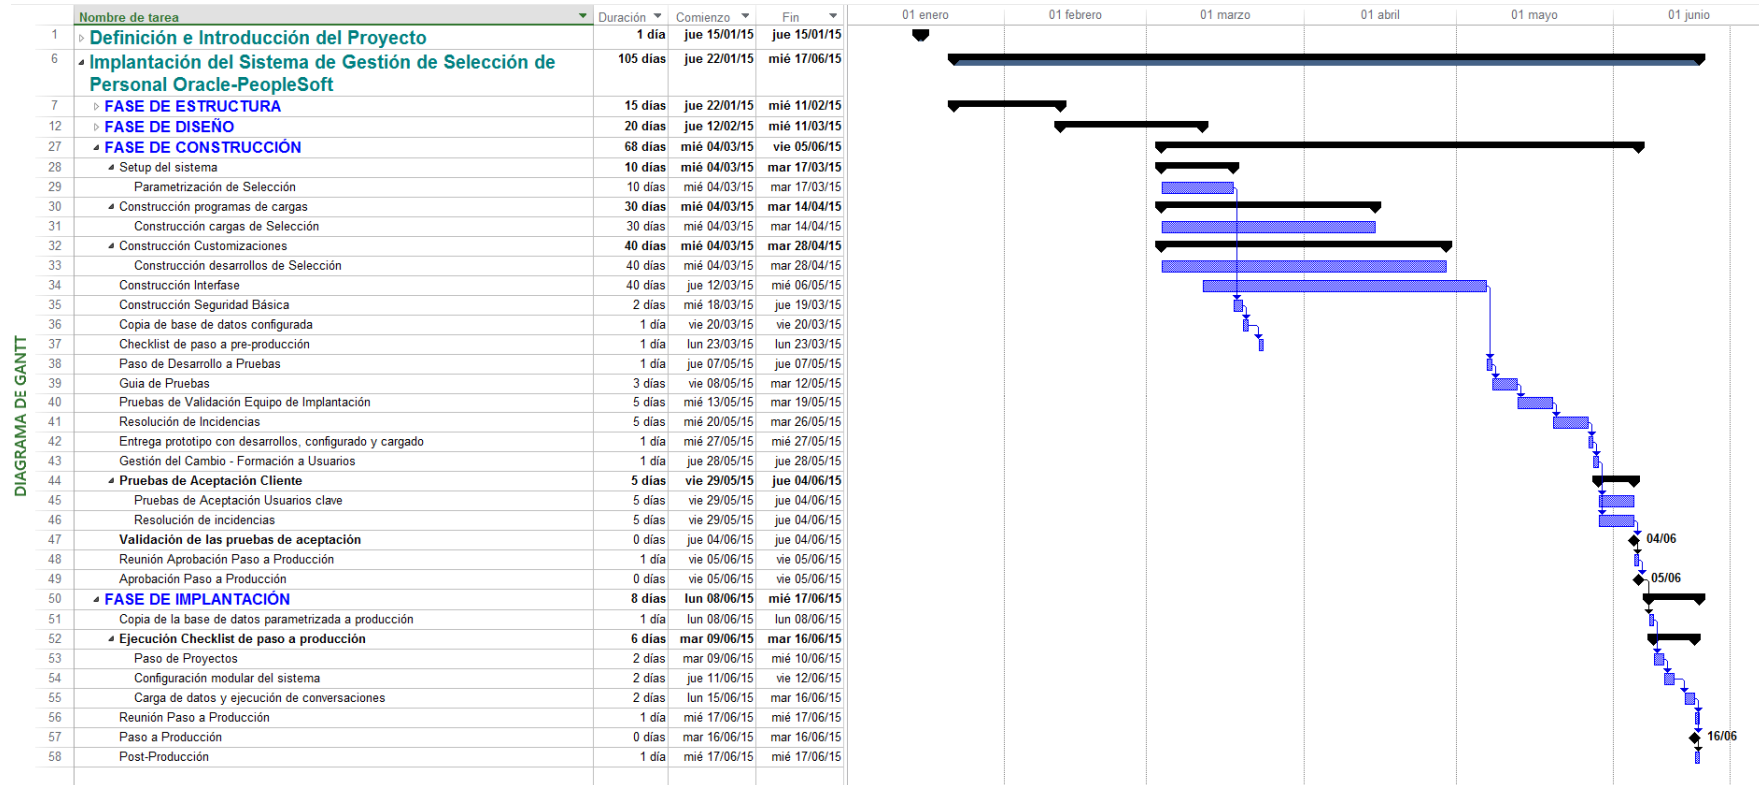 DIAGRAMA DE GANTT
Nombre de tarea Duración Comienzo Fin 01 enero 01 febrero 01 marzo 01 abril 01 mayo 01 junio
1 Definición e Introducción del Proyecto 1 día jue 15/01/15 jue 15/01/15
6 Implantación del Sistema de Gestión de Selección de 105 días jue 22/01/15 mié 17/06/15
Personal Oracle-PeopleSoft
7 FASE DE ESTRUCTURA 15 días jue 22/01/15 mié 11/02/15
12 FASE DE DISEÑO 20 días jue 12/02/15 mié 11/03/15
27 FASE DE CONSTRUCCIÓN 68 días mié 04/03/15 vie 05/06/15
28 Setup del sistema 10 días mié 04/03/15 mar 17/03/15
29 Parametrización de Selección 10 días mié 04/03/15 mar 17/03/15
30 Construcción programas de cargas 30 días mié 04/03/15 mar 14/04/15
31 Construcción cargas de Selección 30 días mié 04/03/15 mar 14/04/15
32 Construcción Customizaciones 40 días mié 04/03/15 mar 28/04/15
33 Construcción desarrollos de Selección 40 días mié 04/03/15 mar 28/04/15
34 Construcción Interfase 40 días jue 12/03/15 mié 06/05/15
35 Construcción Seguridad Básica 2 días mié 18/03/15 jue 19/03/15
36 Copia de base de datos configurada 1 día vie 20/03/15 vie 20/03/15
37 Checklist de paso a pre-producción 1 día lun 23/03/15 lun 23/03/15
38 Paso de Desarrollo a Pruebas 1 día jue 07/05/15 jue 07/05/15
39 Guia de Pruebas 3 días vie 08/05/15 mar 12/05/15
40 Pruebas de Validación Equipo de Implantación 5 días mié 13/05/15 mar 19/05/15
41 Resolución de Incidencias 5 días mié 20/05/15 mar 26/05/15
42 Entrega prototipo con desarrollos, configurado y cargado 1 día mié 27/05/15 mié 27/05/15
43 Gestión del Cambio - Formación a Usuarios 1 día jue 28/05/15 jue 28/05/15
44 Pruebas de Aceptación Cliente 5 días vie 29/05/15 jue 04/06/15
45 Pruebas de Aceptación Usuarios clave 5 días vie 29/05/15 jue 04/06/15
46 Resolución de incidencias 5 días vie 29/05/15 jue 04/06/15
47 Validación de las pruebas de aceptación 0 días jue 04/06/15 jue 04/06/15 04/06
48 Reunión Aprobación Paso a Producción 1 día vie 05/06/15 vie 05/06/15
49 Aprobación Paso a Producción 0 días vie 05/06/15 vie 05/06/15 05/06
50 FASE DE IMPLANTACIÓN 8 días lun 08/06/15 mié 17/06/15
51 Copia de la base de datos parametrizada a producción 1 día lun 08/06/15 lun 08/06/15
52 Ejecución Checklist de paso a producción 6 días mar 09/06/15 mar 16/06/15
53 Paso de Proyectos 2 días mar 09/06/15 mié 10/06/15
54 Configuración modular del sistema 2 días jue 11/06/15 vie 12/06/15
55 Carga de datos y ejecución de conversaciones 2 días lun 15/06/15 mar 16/06/15
56 Reunión Paso a Producción 1 día mié 17/06/15 mié 17/06/15
57 Paso a Producción 0 días mar 16/06/15 mar 16/06/15 16/06
58 Post-Producción 1 día mié 17/06/15 mié 17/06/15